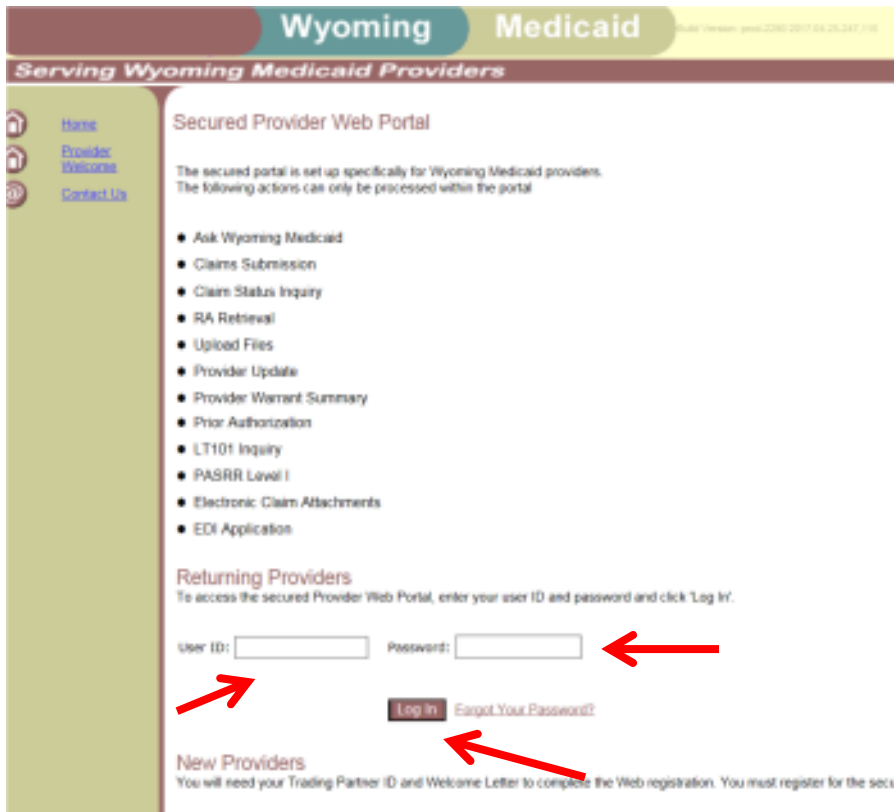 Wyoming Medicaid
Serving Wyoming Medicaid Providers
Home
Provider
Welcome
Contact Us
Secured Provider Web Portal
The secured portal is set up specifically for Wyoming Medicaid providers.
The following actions can only be processed within the portal
Ask Wyoming Medicaid
Claims Submission
Claim Status Inquiry
RA Retrieval
Upload Files
Provider Update
Provider Warrant Summary
Prior Authorization
LT101 Inquiry
PASRR Level I
Electronic Claim Attachments
EDI Application
Returning Providers
To access the secured Provider Web Portal, enter your user ID and password and click 'Log In'.
User ID: Password:
Log In Forgot Your Password?
New Providers
You will need your Trading Partner ID and Welcome Letter to complete the Web registration. You must register for the secu